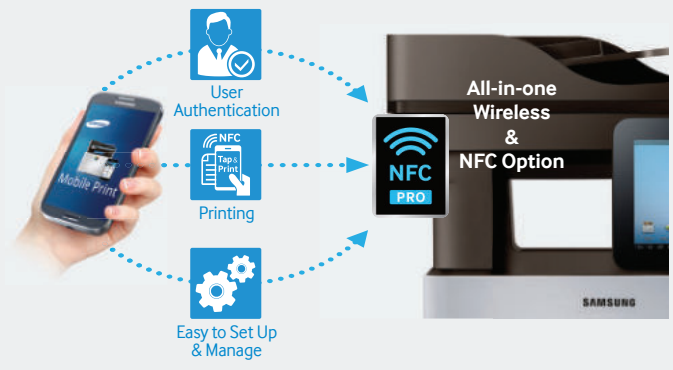 User
Authentication
NFC
Tap &
Print
Printing
Easy to Set Up
& Manage
SAMSUNG
Mobile Print
NFC
PRO
All-in-one
Wireless
&
NFC Option
SAMSUNG